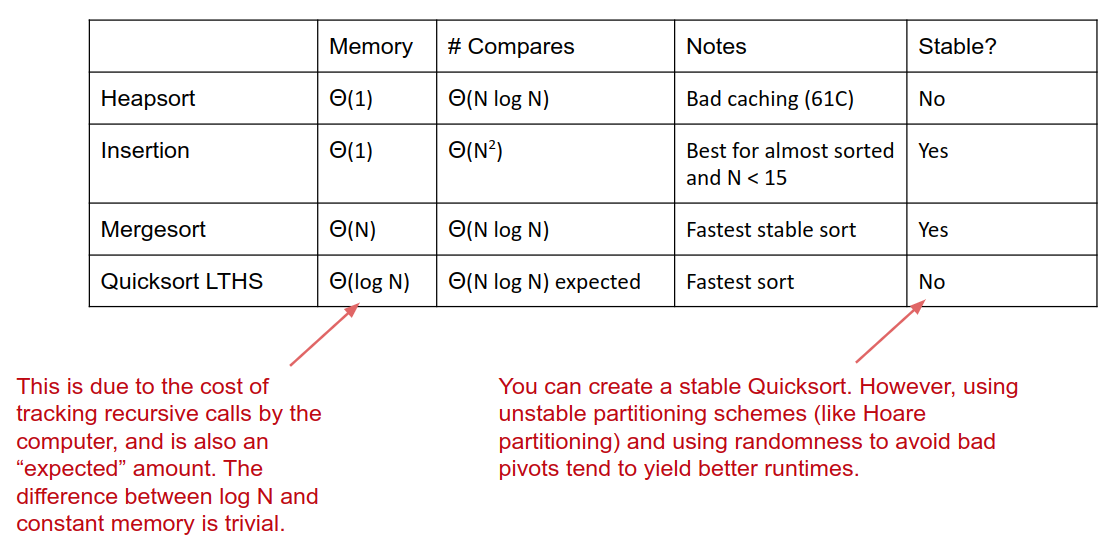 Memory # Compares Notes Stable?
Heapsort Θ(1) Θ(N log N) Bad caching (61C) No
Insertion Θ(1) Θ(N²) Best for almost sorted Yes
and N < 15
Mergesort Θ(N) Θ(N log N) Fastest stable sort Yes
Quicksort LTHS Θ(log N) Θ(N log N) expected Fastest sort No
This is due to the cost of
tracking recursive calls by the
computer, and is also an
“expected” amount. The
difference between log N and
constant memory is trivial.
You can create a stable Quicksort. However, using
unstable partitioning schemes (like Hoare
partitioning) and using randomness to avoid bad
pivots tend to yield better runtimes.